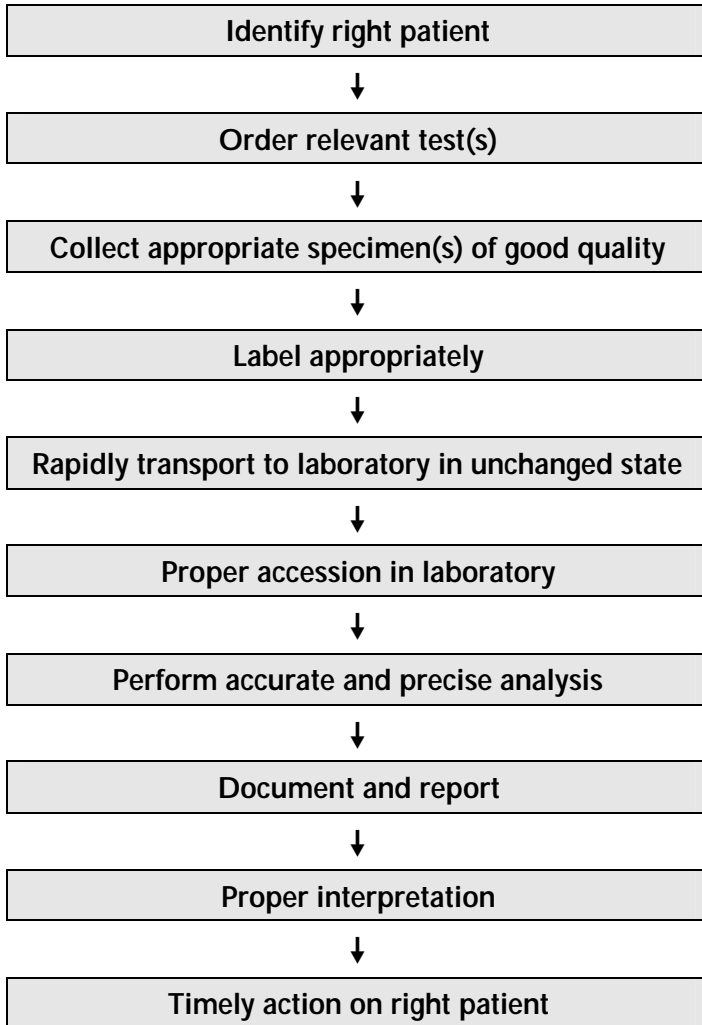 Identify right patient
Order relevant test(s)
Collect appropriate specimen(s) of good quality
Label appropriately
Rapidly transport to laboratory in unchanged state
Proper accession in laboratory
Perform accurate and precise analysis
Document and report
Proper interpretation
Timely action on right patient